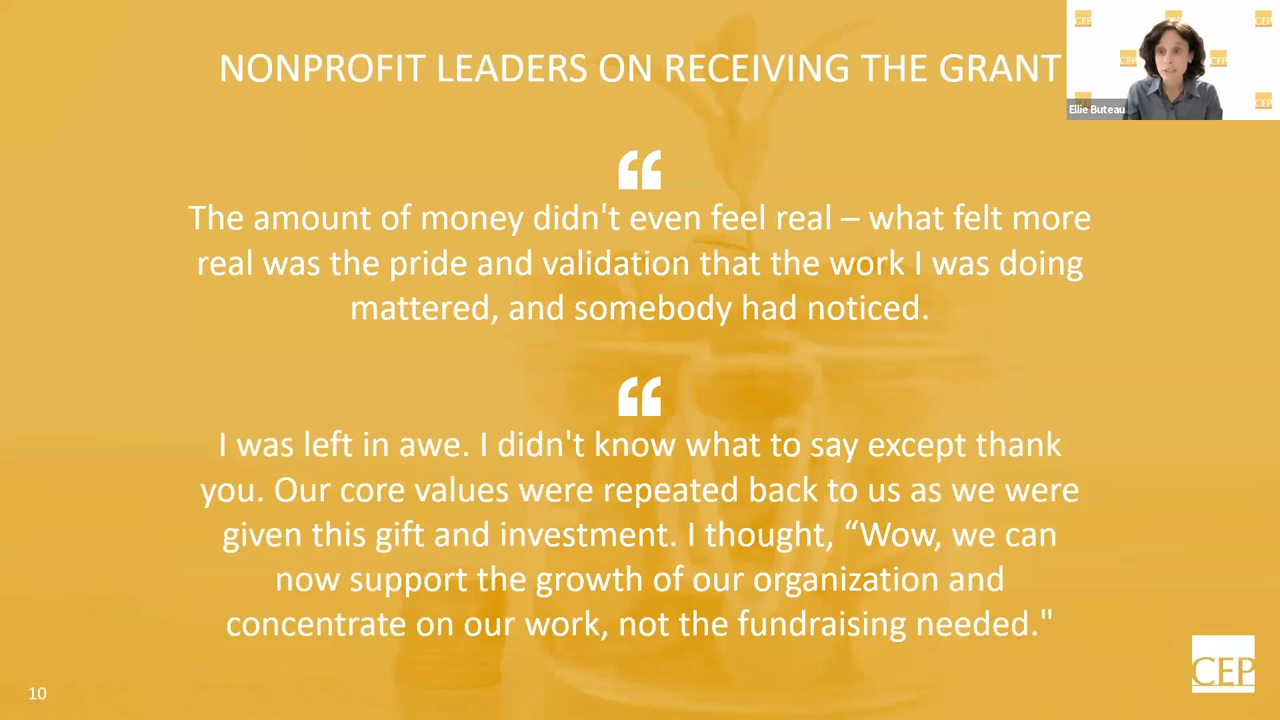 NONPROFIT LEADERS ON RECEIVING THE GRANT
CEP
CEP
CEP
CEP
Ellie Buteau
“
The amount of money didn't even feel real – what felt more
real was the pride and validation that the work I was doing
mattered, and somebody had noticed.
“
I was left in awe. I didn't know what to say except thank
you. Our core values were repeated back to us as we were
given this gift and investment. I thought, “Wow, we can
now support the growth of our organization and
concentrate on our work, not the fundraising needed."
10
CEP